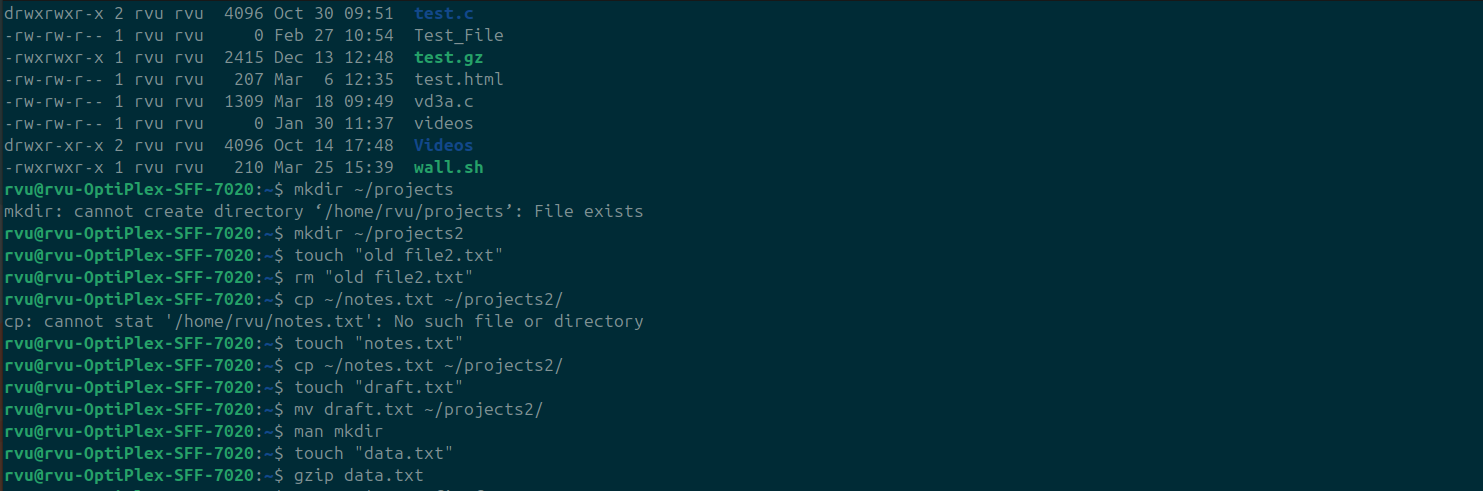 drwxrwxr-x 2 rvu rvu  4096 Oct 30 09:51  test.c
-rw-rw-r-- 1 rvu rvu     0 Feb 27 10:54  Test_File
-rwxrwxr-x 1 rvu rvu  2415 Dec 13 12:48  test.gz
-rw-rw-r-- 1 rvu rvu   207 Mar  6 12:35  test.html
-rw-rw-r-- 1 rvu rvu  1309 Mar 18 09:49  vd3a.c
-rw-rw-r-- 1 rvu rvu     0 Jan 30 11:37  videos
drwxr-xr-x 2 rvu rvu  4096 Oct 14 17:48  Videos
-rwxrwxr-x 1 rvu rvu   210 Mar 25 15:39  wall.sh
rvu@rvu-OptiPlex-SFF-7020:~$ mkdir ~/projects
mkdir: cannot create directory ‘/home/rvu/projects’: File exists
rvu@rvu-OptiPlex-SFF-7020:~$ mkdir ~/projects2
rvu@rvu-OptiPlex-SFF-7020:~$ touch "old file2.txt"
rvu@rvu-OptiPlex-SFF-7020:~$ rm "old file2.txt"
rvu@rvu-OptiPlex-SFF-7020:~$ cp ~/notes.txt ~/projects2/
cp: cannot stat '/home/rvu/notes.txt': No such file or directory
rvu@rvu-OptiPlex-SFF-7020:~$ touch "notes.txt"
rvu@rvu-OptiPlex-SFF-7020:~$ cp ~/notes.txt ~/projects2/
rvu@rvu-OptiPlex-SFF-7020:~$ touch "draft.txt"
rvu@rvu-OptiPlex-SFF-7020:~$ mv draft.txt ~/projects2/
rvu@rvu-OptiPlex-SFF-7020:~$ man mkdir
rvu@rvu-OptiPlex-SFF-7020:~$ touch "data.txt"
rvu@rvu-OptiPlex-SFF-7020:~$ gzip data.txt